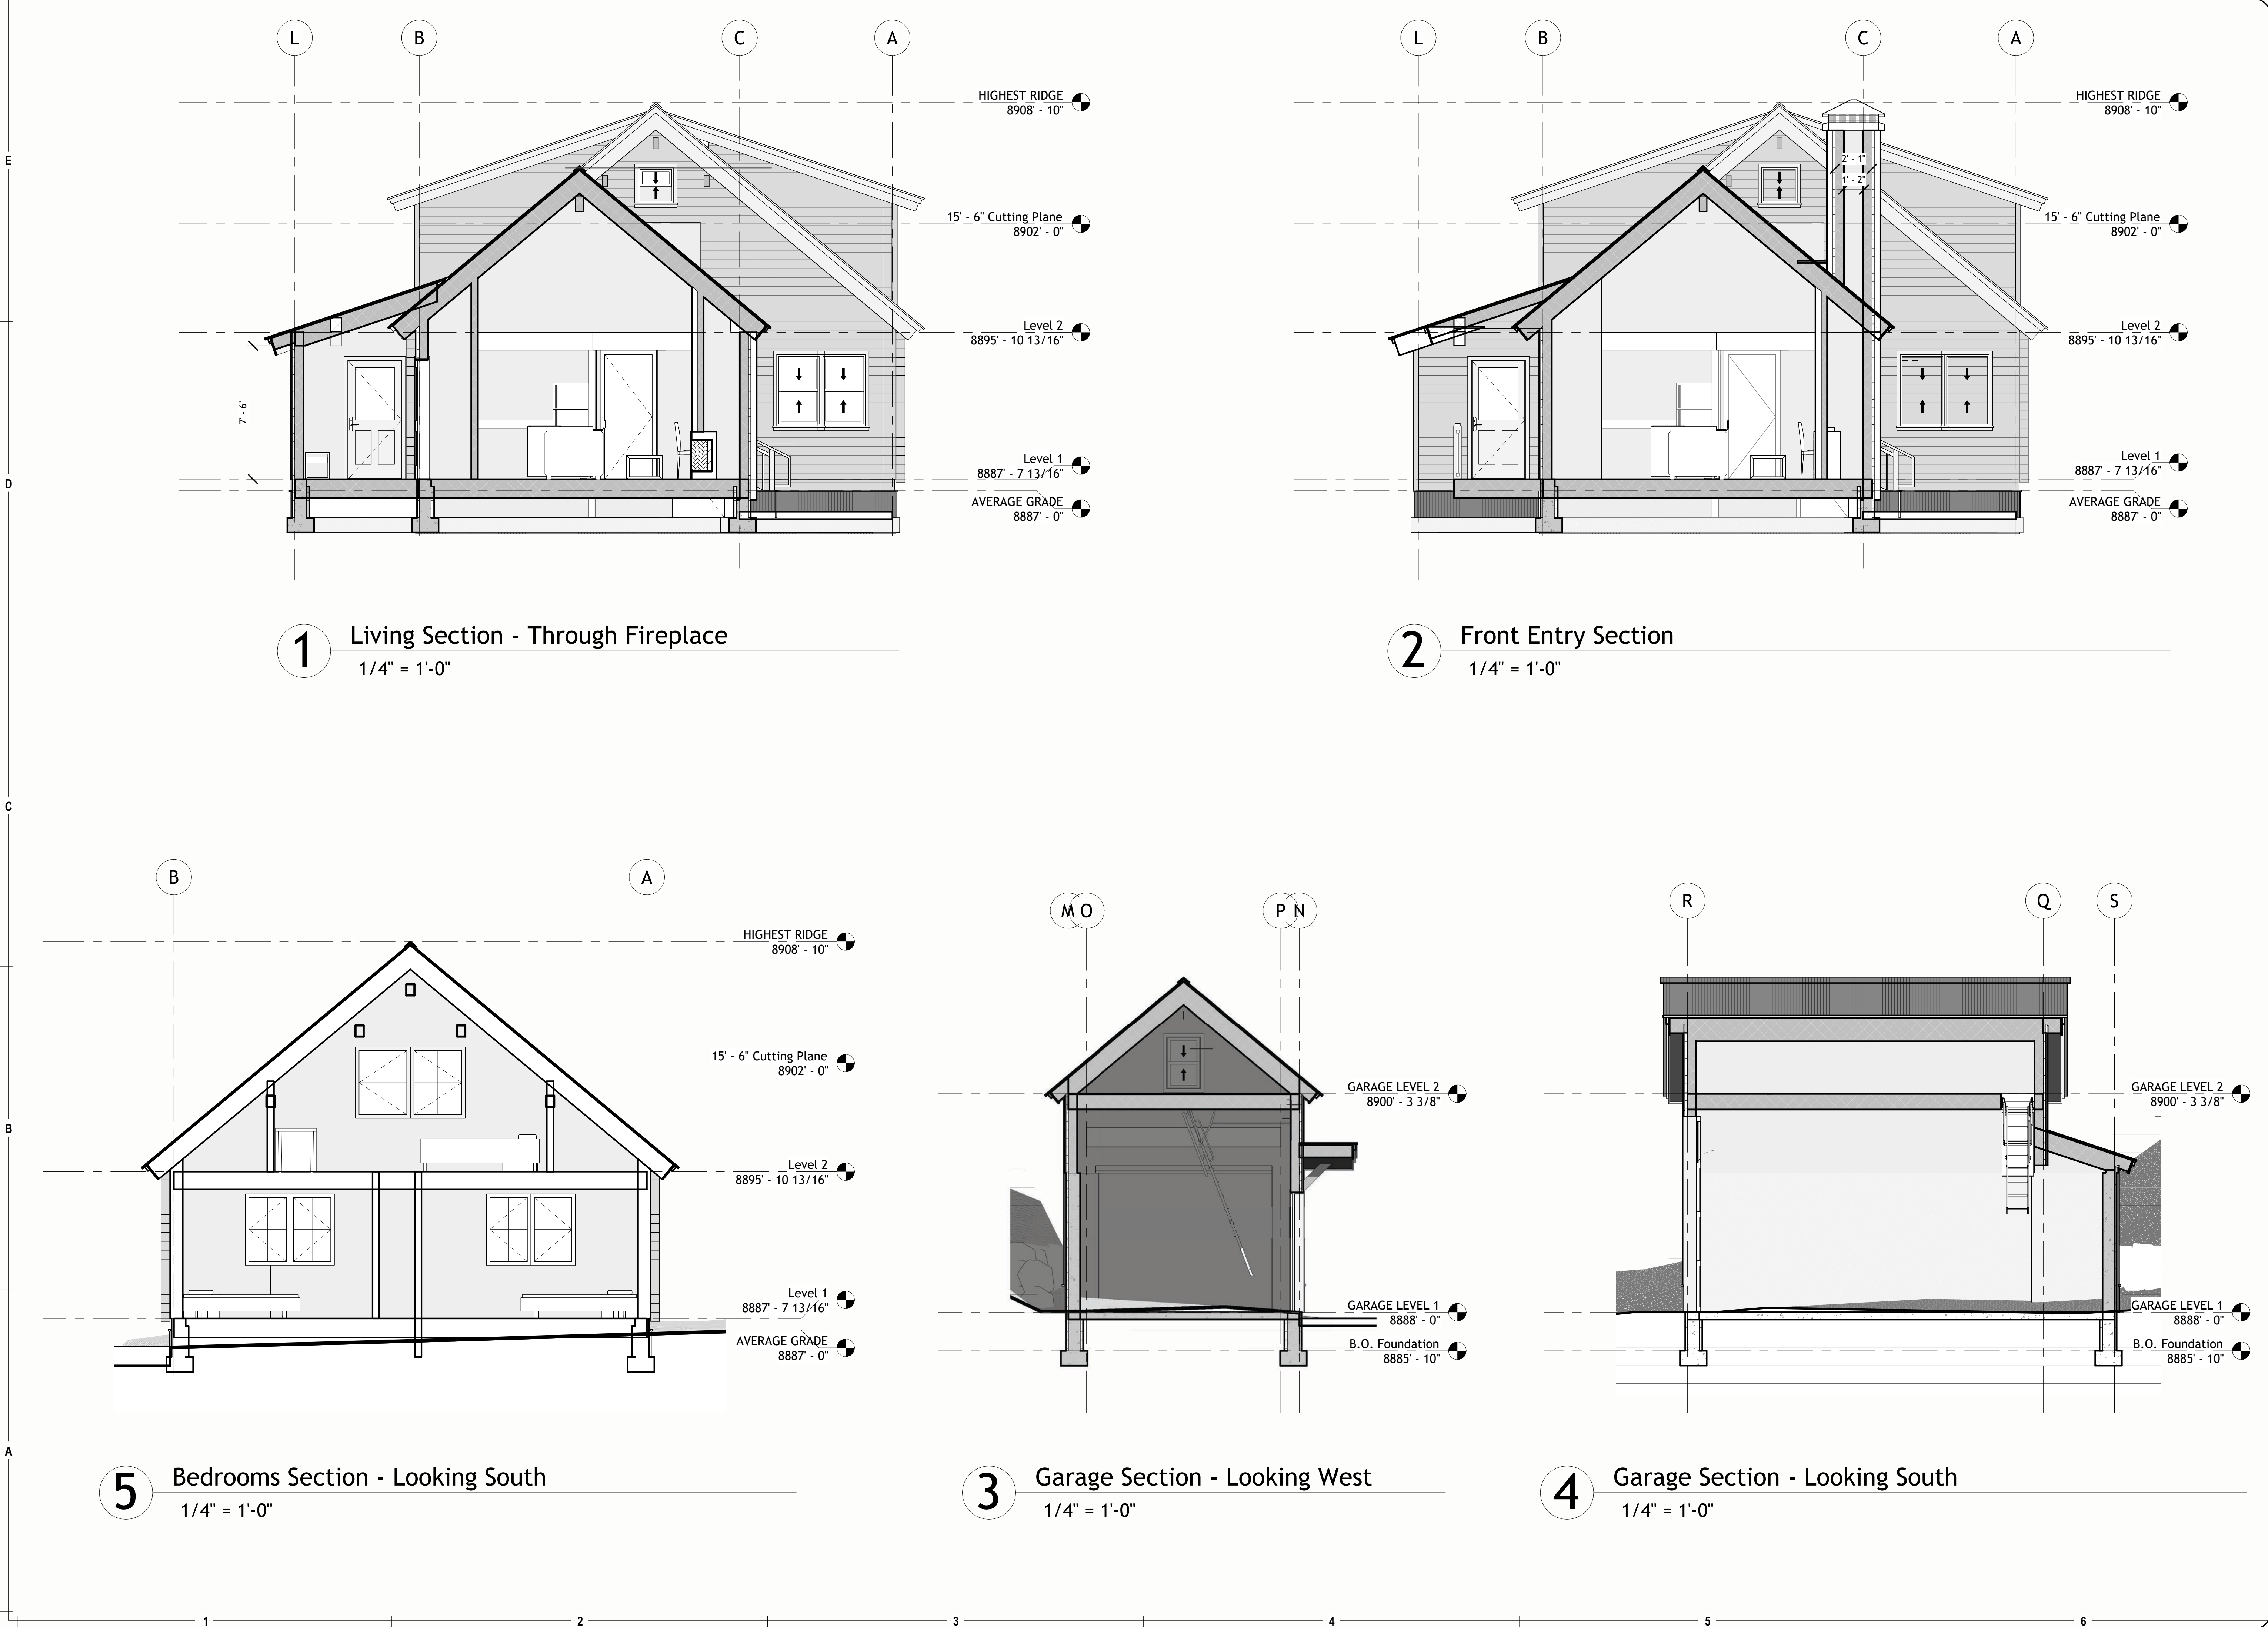 L
B
C
A
HIGHEST RIDGE
8908' - 10"
15' - 6" Cutting Plane
8902' - 0"
Level 2
8895' - 10 13/16"
7' - 6"
Level 1
8887' - 7 13/16"
AVERAGE GRADE
8887' - 0"
1
Living Section - Through Fireplace
1/4" = 1'-0"
L
B
C
A
HIGHEST RIDGE
8908' - 10"
2' - 1"
1' - 2"
15' - 6" Cutting Plane
8902' - 0"
Level 2
8895' - 10 13/16"
Level 1
8887' - 7 13/16"
AVERAGE GRADE
8887' - 0"
2
Front Entry Section
1/4" = 1'-0"
B
A
HIGHEST RIDGE
8908' - 10"
15' - 6" Cutting Plane
8902' - 0"
Level 2
8895' - 10 13/16"
Level 1
8887' - 7 13/16"
AVERAGE GRADE
8887' - 0"
5
Bedrooms Section - Looking South
1/4" = 1'-0"
M
O
P
N
GARAGE LEVEL 2
8900' - 3 3/8"
GARAGE LEVEL 1
8888' - 0"
B.O. Foundation
8885' - 10"
3
Garage Section - Looking West
1/4" = 1'-0"
R
Q
S
GARAGE LEVEL 2
8900' - 3 3/8"
GARAGE LEVEL 1
8888' - 0"
B.O. Foundation
8885' - 10"
4
Garage Section - Looking South
1/4" = 1'-0"
E
D
C
B
A
1
2
3
4
5
6